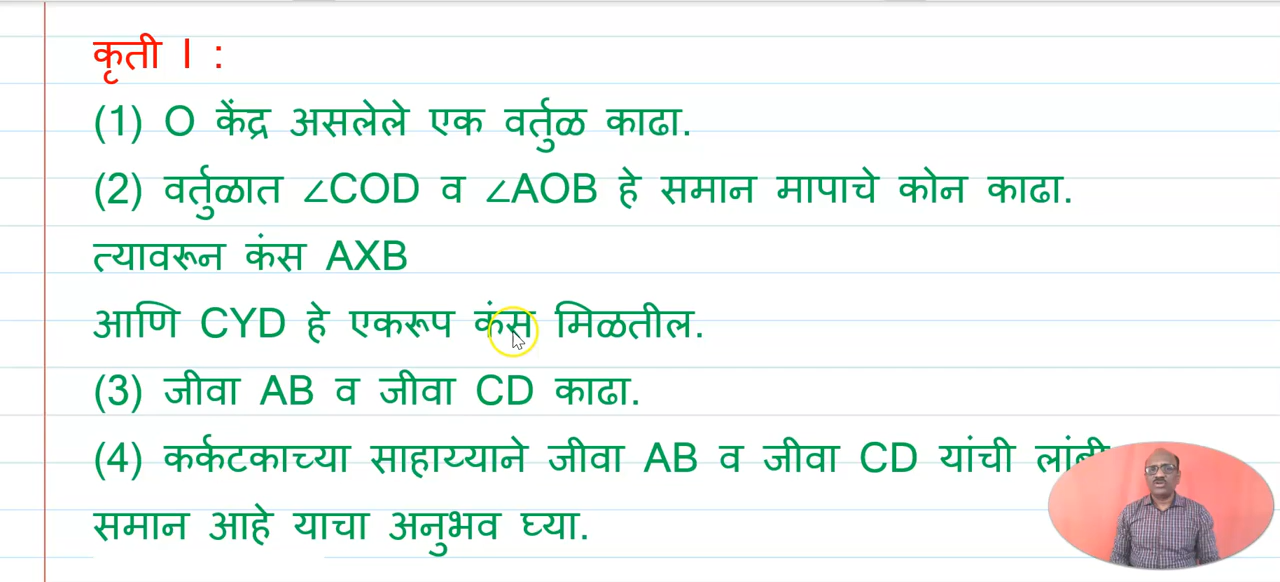 कृती I :
(1) O केंद्र असलेले एक वर्तुळ काढा.
(2) वर्तुळात ∠COD व ∠AOB हे समान मापाचे कोन काढा.
त्यावरून कंस AXB
आणि CYD हे एकरूप कंस मिळतील.
(3) जीवा AB व जीवा CD काढा.
(4) कर्कटकाच्या साहाय्याने जीवा AB व जीवा CD यांची लांबी
समान आहे याचा अनुभव घ्या.